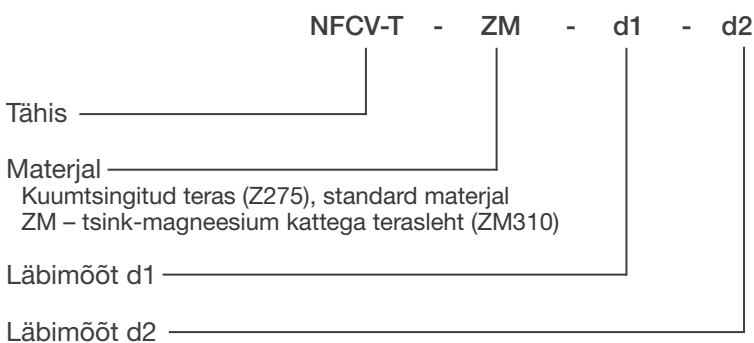 NFCV-T - ZM - d1 - d2
Tähis
Materjal
Kuumtsingitud teras (Z275), standard materjal
ZM – tsink-magneesium kattega terasleht (ZM310)
Läbimõõt d1
Läbimõõt d2